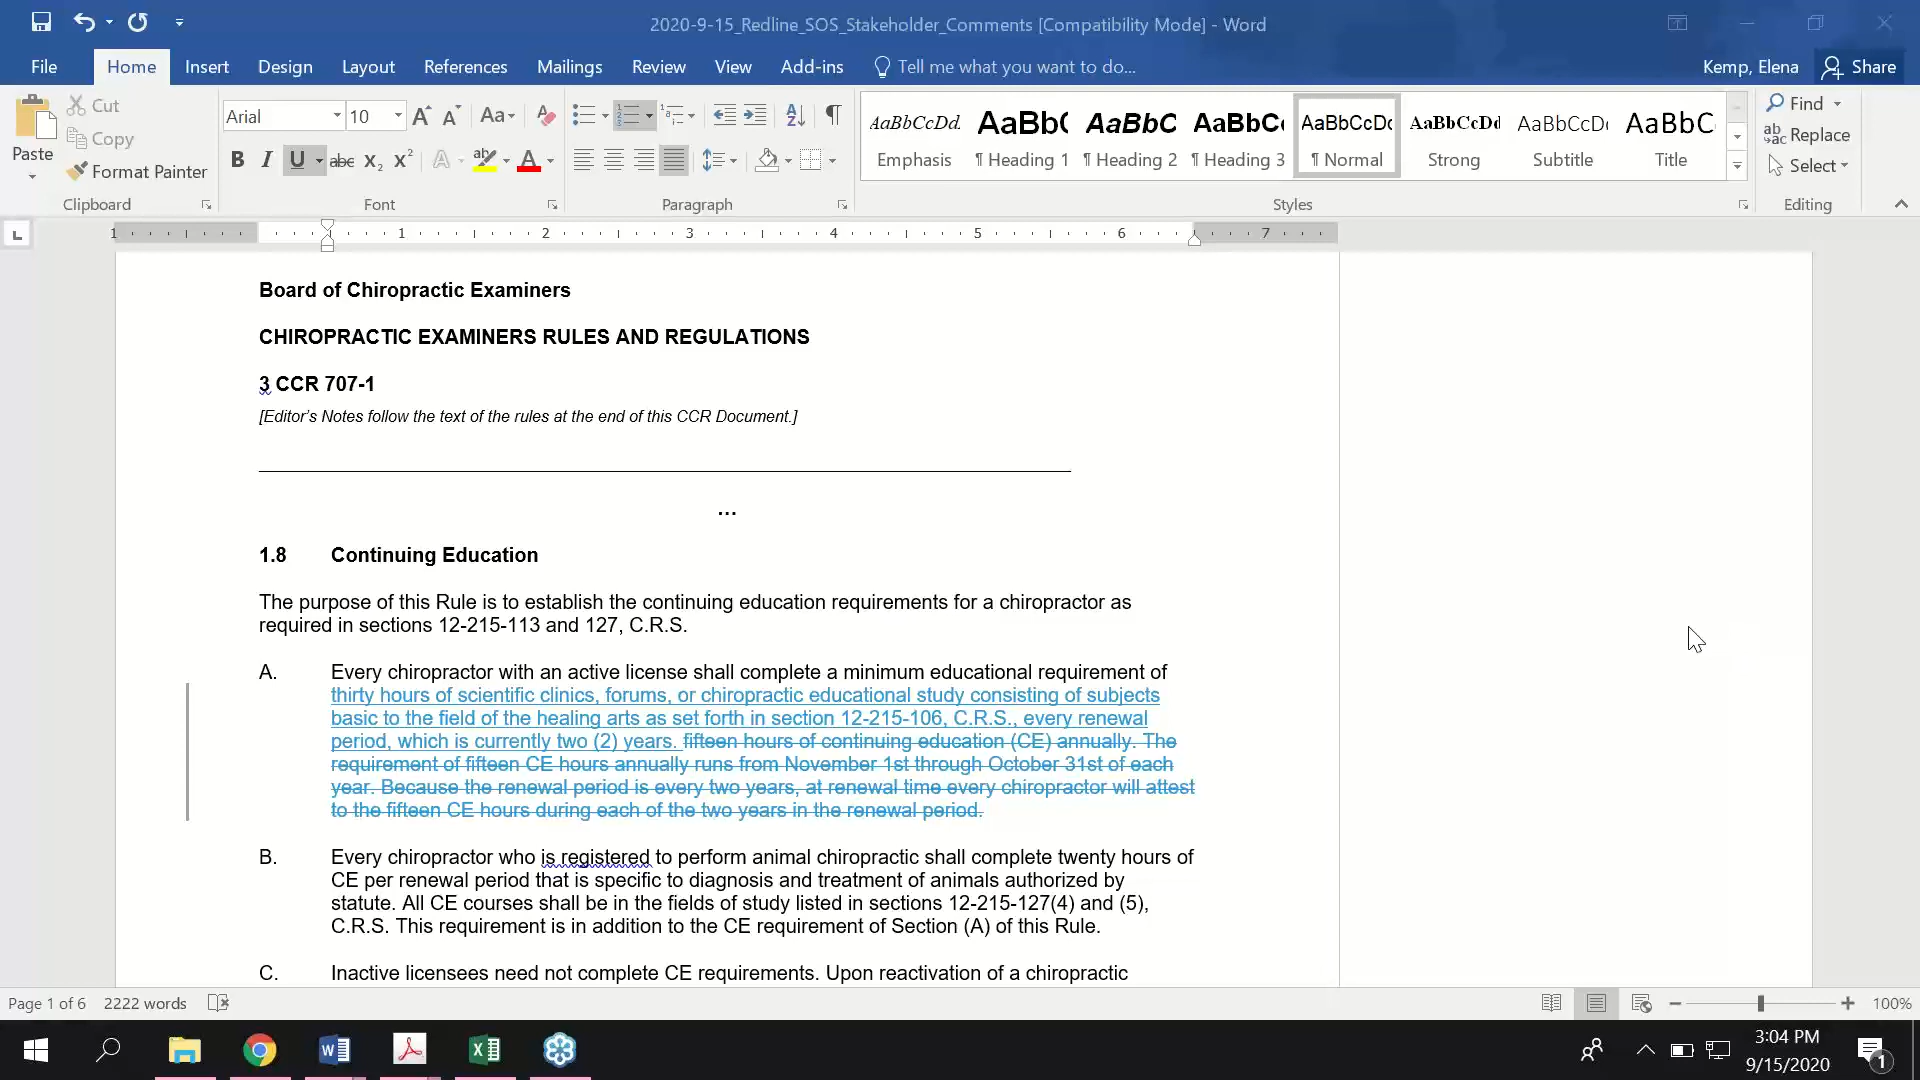 2020-9-15_Redline_SOS_Stakeholder_Comments [Compatibility Mode] - Word
File Home Insert Design Layout References Mailings Review View Add-ins Tell me what you want to do... Kemp, Elena Share
Cut
Copy
Paste
Format Painter
Clipboard
Arial 10
Font
Paragraph
AaBbCcDd. AaBb( AaBbC AaBbC( AaBbCcDc AaBbCcDd AaBbCcD( AaBbC
Emphasis ¶ Heading 1 ¶ Heading 2 ¶ Heading 3 ¶ Normal Strong Subtitle Title
Styles
Find
Replace
Select
Editing
1 1 2 3 4 5 6 7
Board of Chiropractic Examiners
CHIROPRACTIC EXAMINERS RULES AND REGULATIONS
3 CCR 707-1
[Editor's Notes follow the text of the rules at the end of this CCR Document.]
...
1.8 Continuing Education
The purpose of this Rule is to establish the continuing education requirements for a chiropractor as
required in sections 12-215-113 and 127, C.R.S.
A. Every chiropractor with an active license shall complete a minimum educational requirement of
thirty hours of scientific clinics, forums, or chiropractic educational study consisting of subjects
basic to the field of the healing arts as set forth in section 12-215-106, C.R.S., every renewal
period, which is currently two (2) years. fifteen hours of continuing education (CE) annually. The
requirement of fifteen CE hours annually runs from November 1st through October 31st of each
year. Because the renewal period is every two years, at renewal time every chiropractor will attest
to the fifteen CE hours during each of the two years in the renewal period.
B. Every chiropractor who is registered to perform animal chiropractic shall complete twenty hours of
CE per renewal period that is specific to diagnosis and treatment of animals authorized by
statute. All CE courses shall be in the fields of study listed in sections 12-215-127(4) and (5),
C.R.S. This requirement is in addition to the CE requirement of Section (A) of this Rule.
C. Inactive licensees need not complete CE requirements. Upon reactivation of a chiropractic
Page 1 of 6 2222 words 100%
3:04 PM
9/15/2020
1